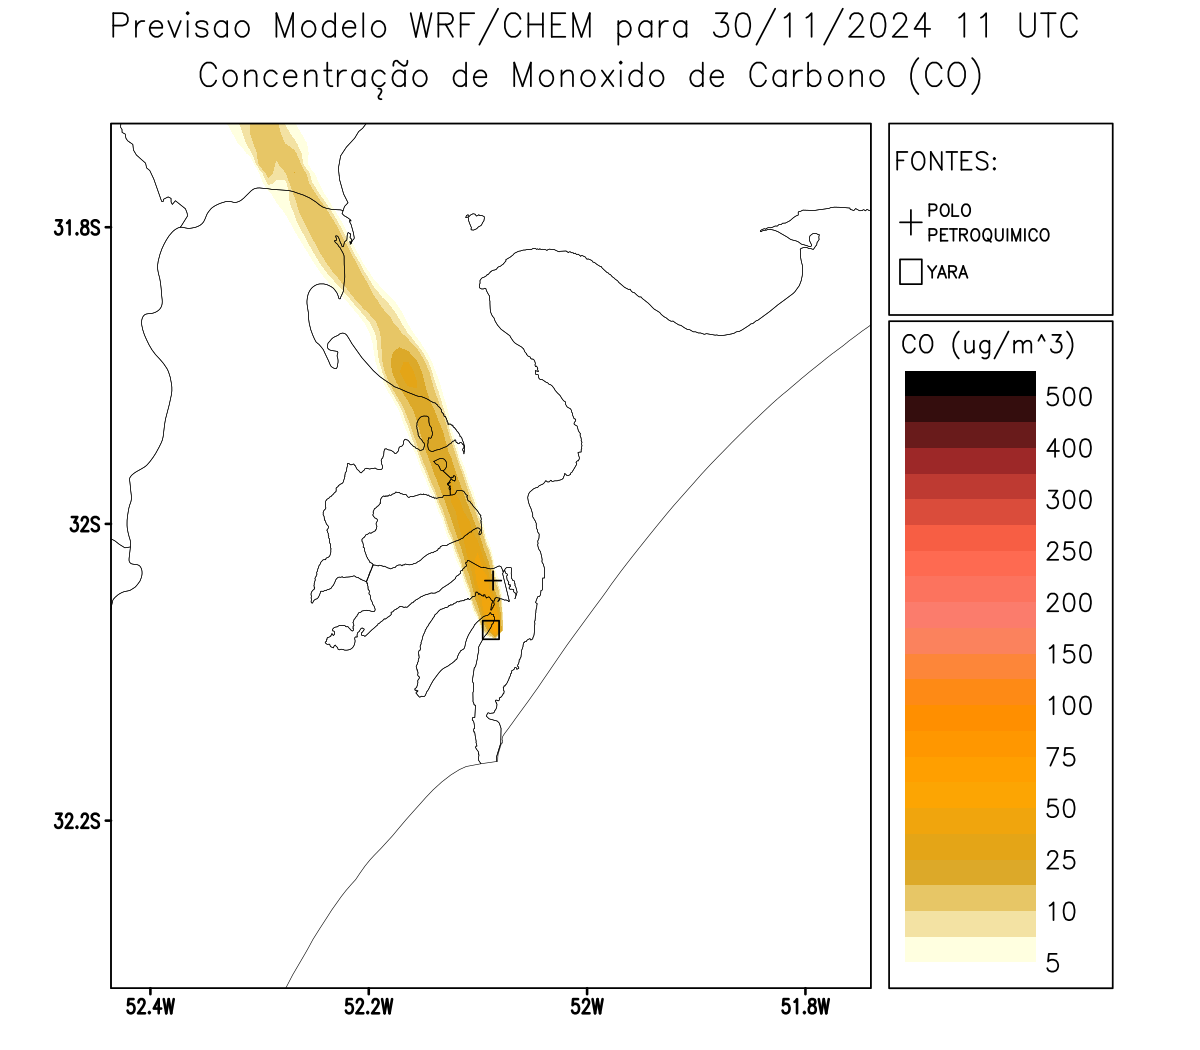 Previsao Modelo WRF/CHEM para 30/11/2024 11 UTC
Concentração de Monoxido de Carbono (CO)
FONTES:
POLO
PETROQUIMICO
YARA
CO (ug/m^3)
500
400
300
250
200
150
100
75
50
25
10
5
31.8S
32S
32.2S
52.4W
52.2W
52W
51.8W